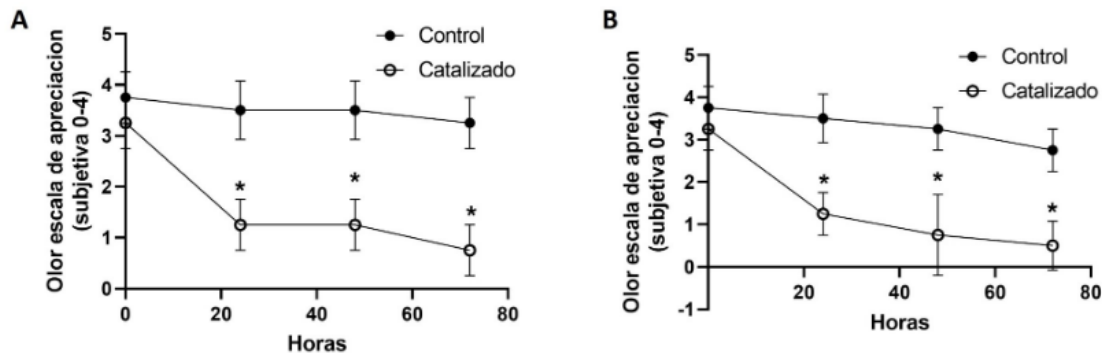 A
Control
Catalizado
Olor escala de apreciacion
(subjetiva 0-4)
5
4
3
2
1
0
* * *
0 20 40 60 80
Horas
B
Control
Catalizado
Olor escala de apreciacion
(subjetiva 0-4)
5
4
3
2
1
0
-1
* * *
20 40 60 80
Horas